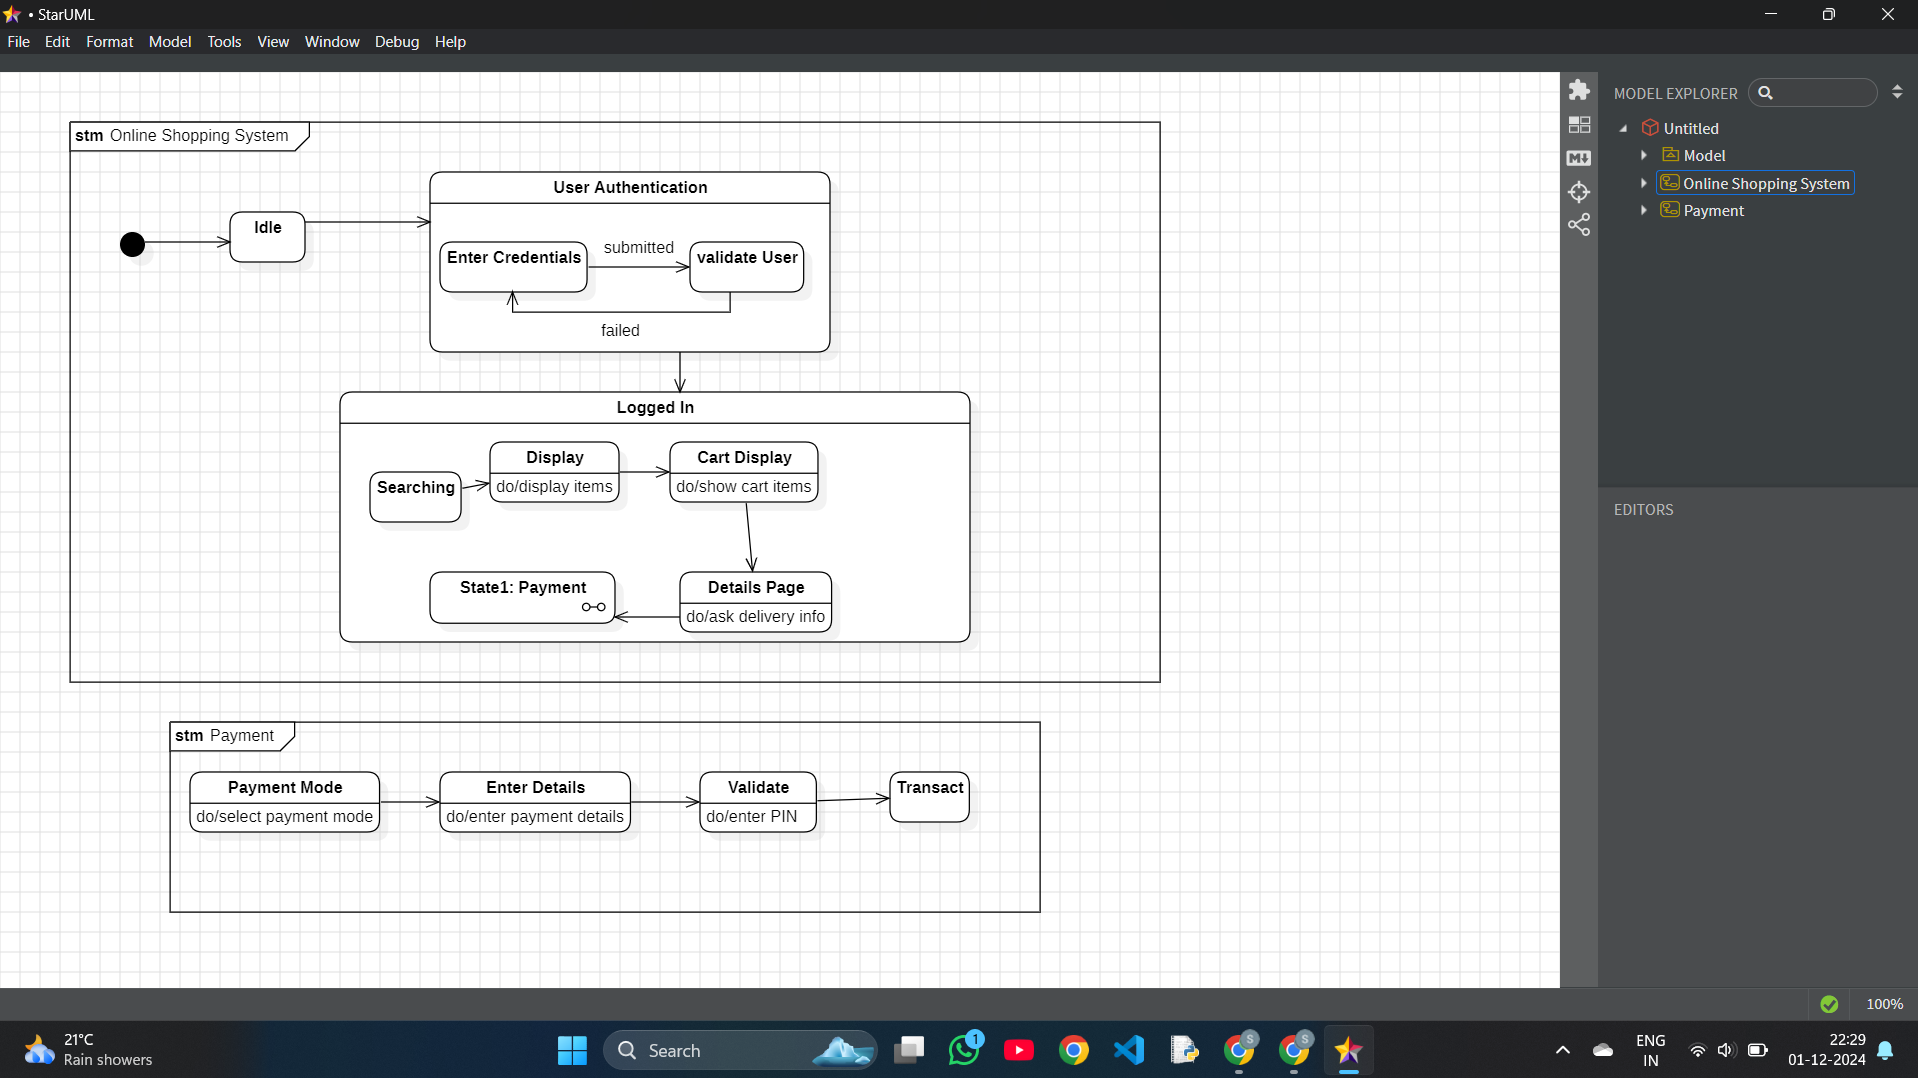 • StarUML
File Edit Format Model Tools View Window Debug Help
MODEL EXPLORER
Untitled
Model
Online Shopping System
Payment
EDITORS
stm Online Shopping System
Idle
User Authentication
Enter Credentials
submitted
validate User
failed
Logged In
Searching
Display
do/display items
Cart Display
do/show cart items
State1: Payment
Details Page
do/ask delivery info
stm Payment
Payment Mode
do/select payment mode
Enter Details
do/enter payment details
Validate
do/enter PIN
Transact
M
100%
21°C
Rain showers
Search
1
S
S
ENG
IN
22:29
01-12-2024